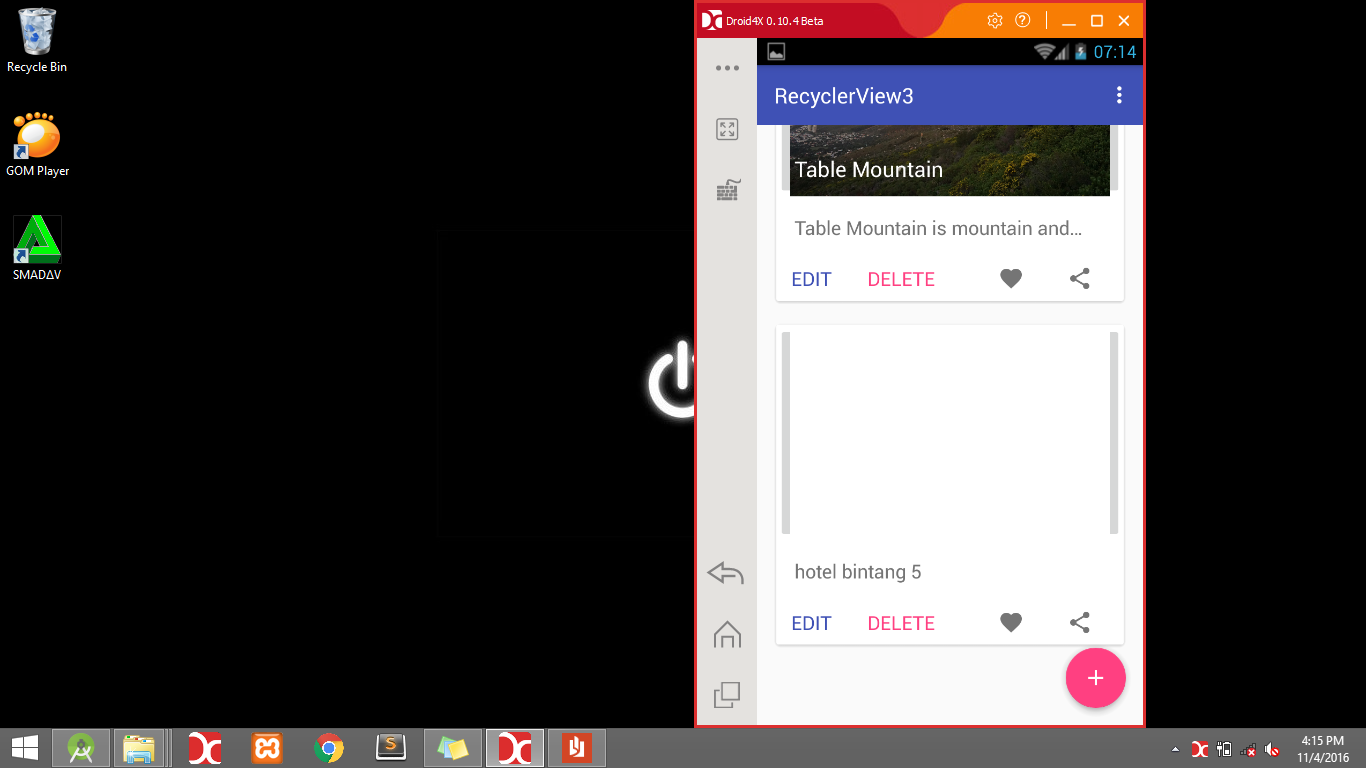 Recycle Bin
GOM Player
SMADΔV
Droid4X 0.10.4 Beta
07:14
RecyclerView3
Table Mountain
Table Mountain is mountain and…
EDIT DELETE
hotel bintang 5
EDIT DELETE
4:15 PM
11/4/2016